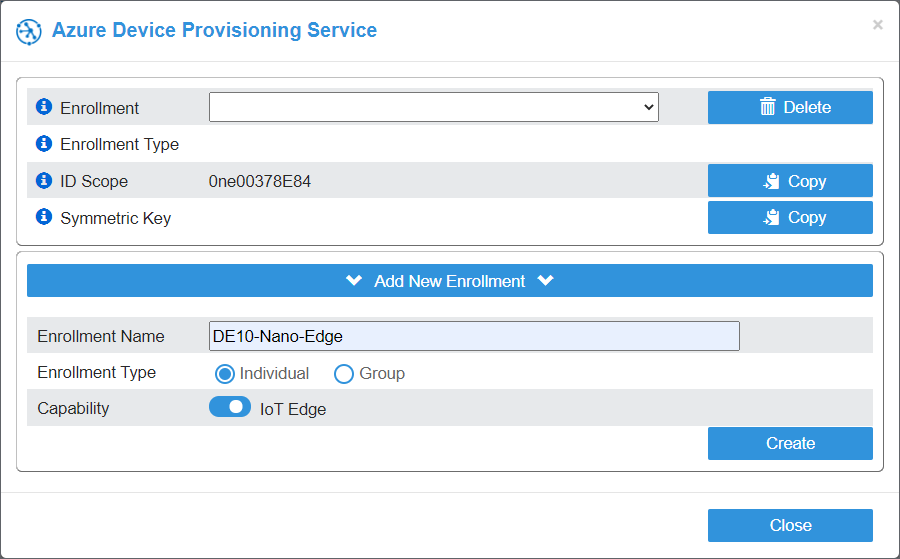 Azure Device Provisioning Service
×
Enrollment
Delete
Enrollment Type
ID Scope 0ne00378E84 Copy
Symmetric Key Copy
Add New Enrollment
Enrollment Name DE10-Nano-Edge
Enrollment Type Individual Group
Capability IoT Edge
Create
Close